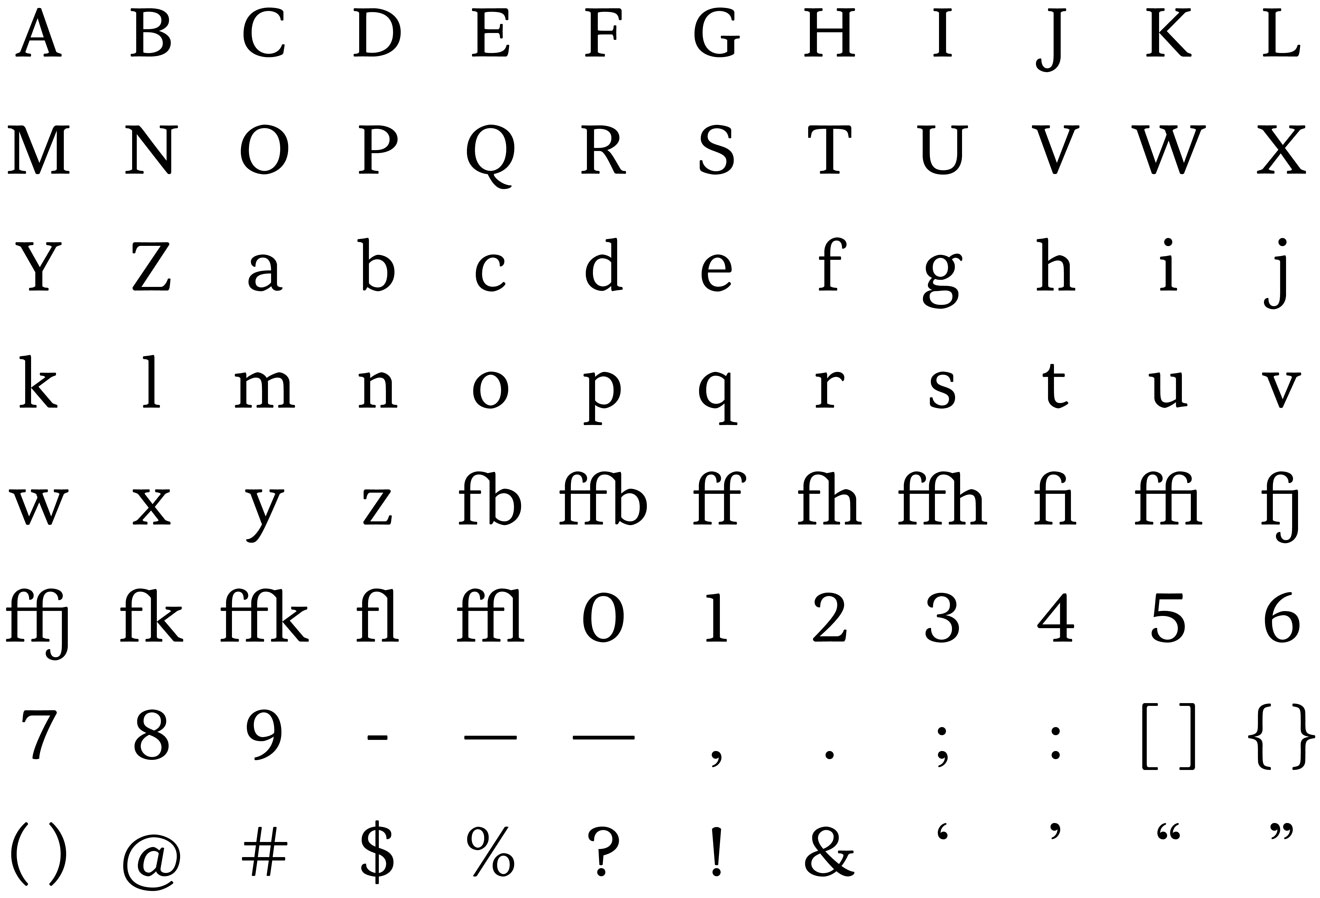 A B C D E F G H I J K L
M N O P Q R S T U V W X
Y Z a b c d e f g h i j
k l m n o p q r s t u v
w x y z fb ffb ff fh ffh fi ffi fj
ffj fk ffk fl ffl 0 1 2 3 4 5 6
7 8 9 - – — , . ; : [ ] { }
( ) @ # $ % ? ! & ‘ ’ “ ”